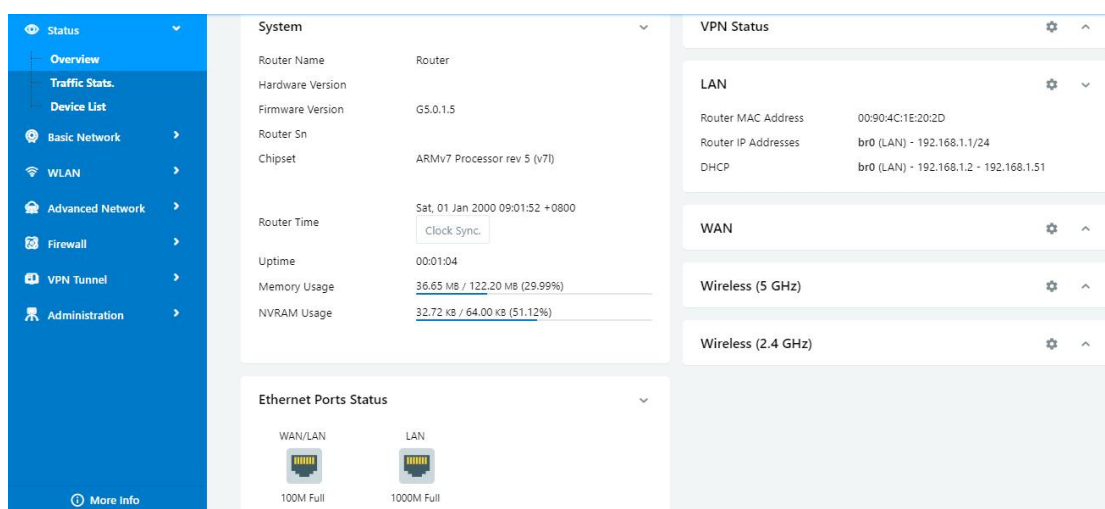 Status
Overview
Traffic Stats.
Device List
Basic Network
WLAN
Advanced Network
Firewall
VPN Tunnel
Administration
More Info
System
Router Name Router
Hardware Version
Firmware Version G5.0.1.5
Router Sn
Chipset ARMv7 Processor rev 5 (v7l)
Router Time Sat, 01 Jan 2000 09:01:52 +0800
Clock Sync.
Uptime 00:01:04
Memory Usage 36.65 MB / 122.20 MB (29.99%)
NVRAM Usage 32.72 KB / 64.00 KB (51.12%)
Ethernet Ports Status
WAN/LAN LAN
100M Full 1000M Full
VPN Status
LAN
Router MAC Address 00:90:4C:1E:20:2D
Router IP Addresses br0 (LAN) - 192.168.1.1/24
DHCP br0 (LAN) - 192.168.1.2 - 192.168.1.51
WAN
Wireless (5 GHz)
Wireless (2.4 GHz)